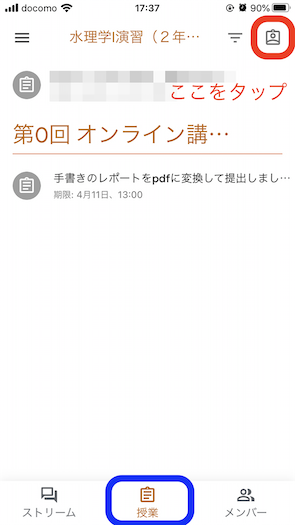 docomo 17:37 90%
水理学I演習（２年…
ここをタップ
第0回 オンライン講…
手書きのレポートをpdfに変換して提出しまし…
期限: 4月11日、13:00
ストリーム 授業 メンバー